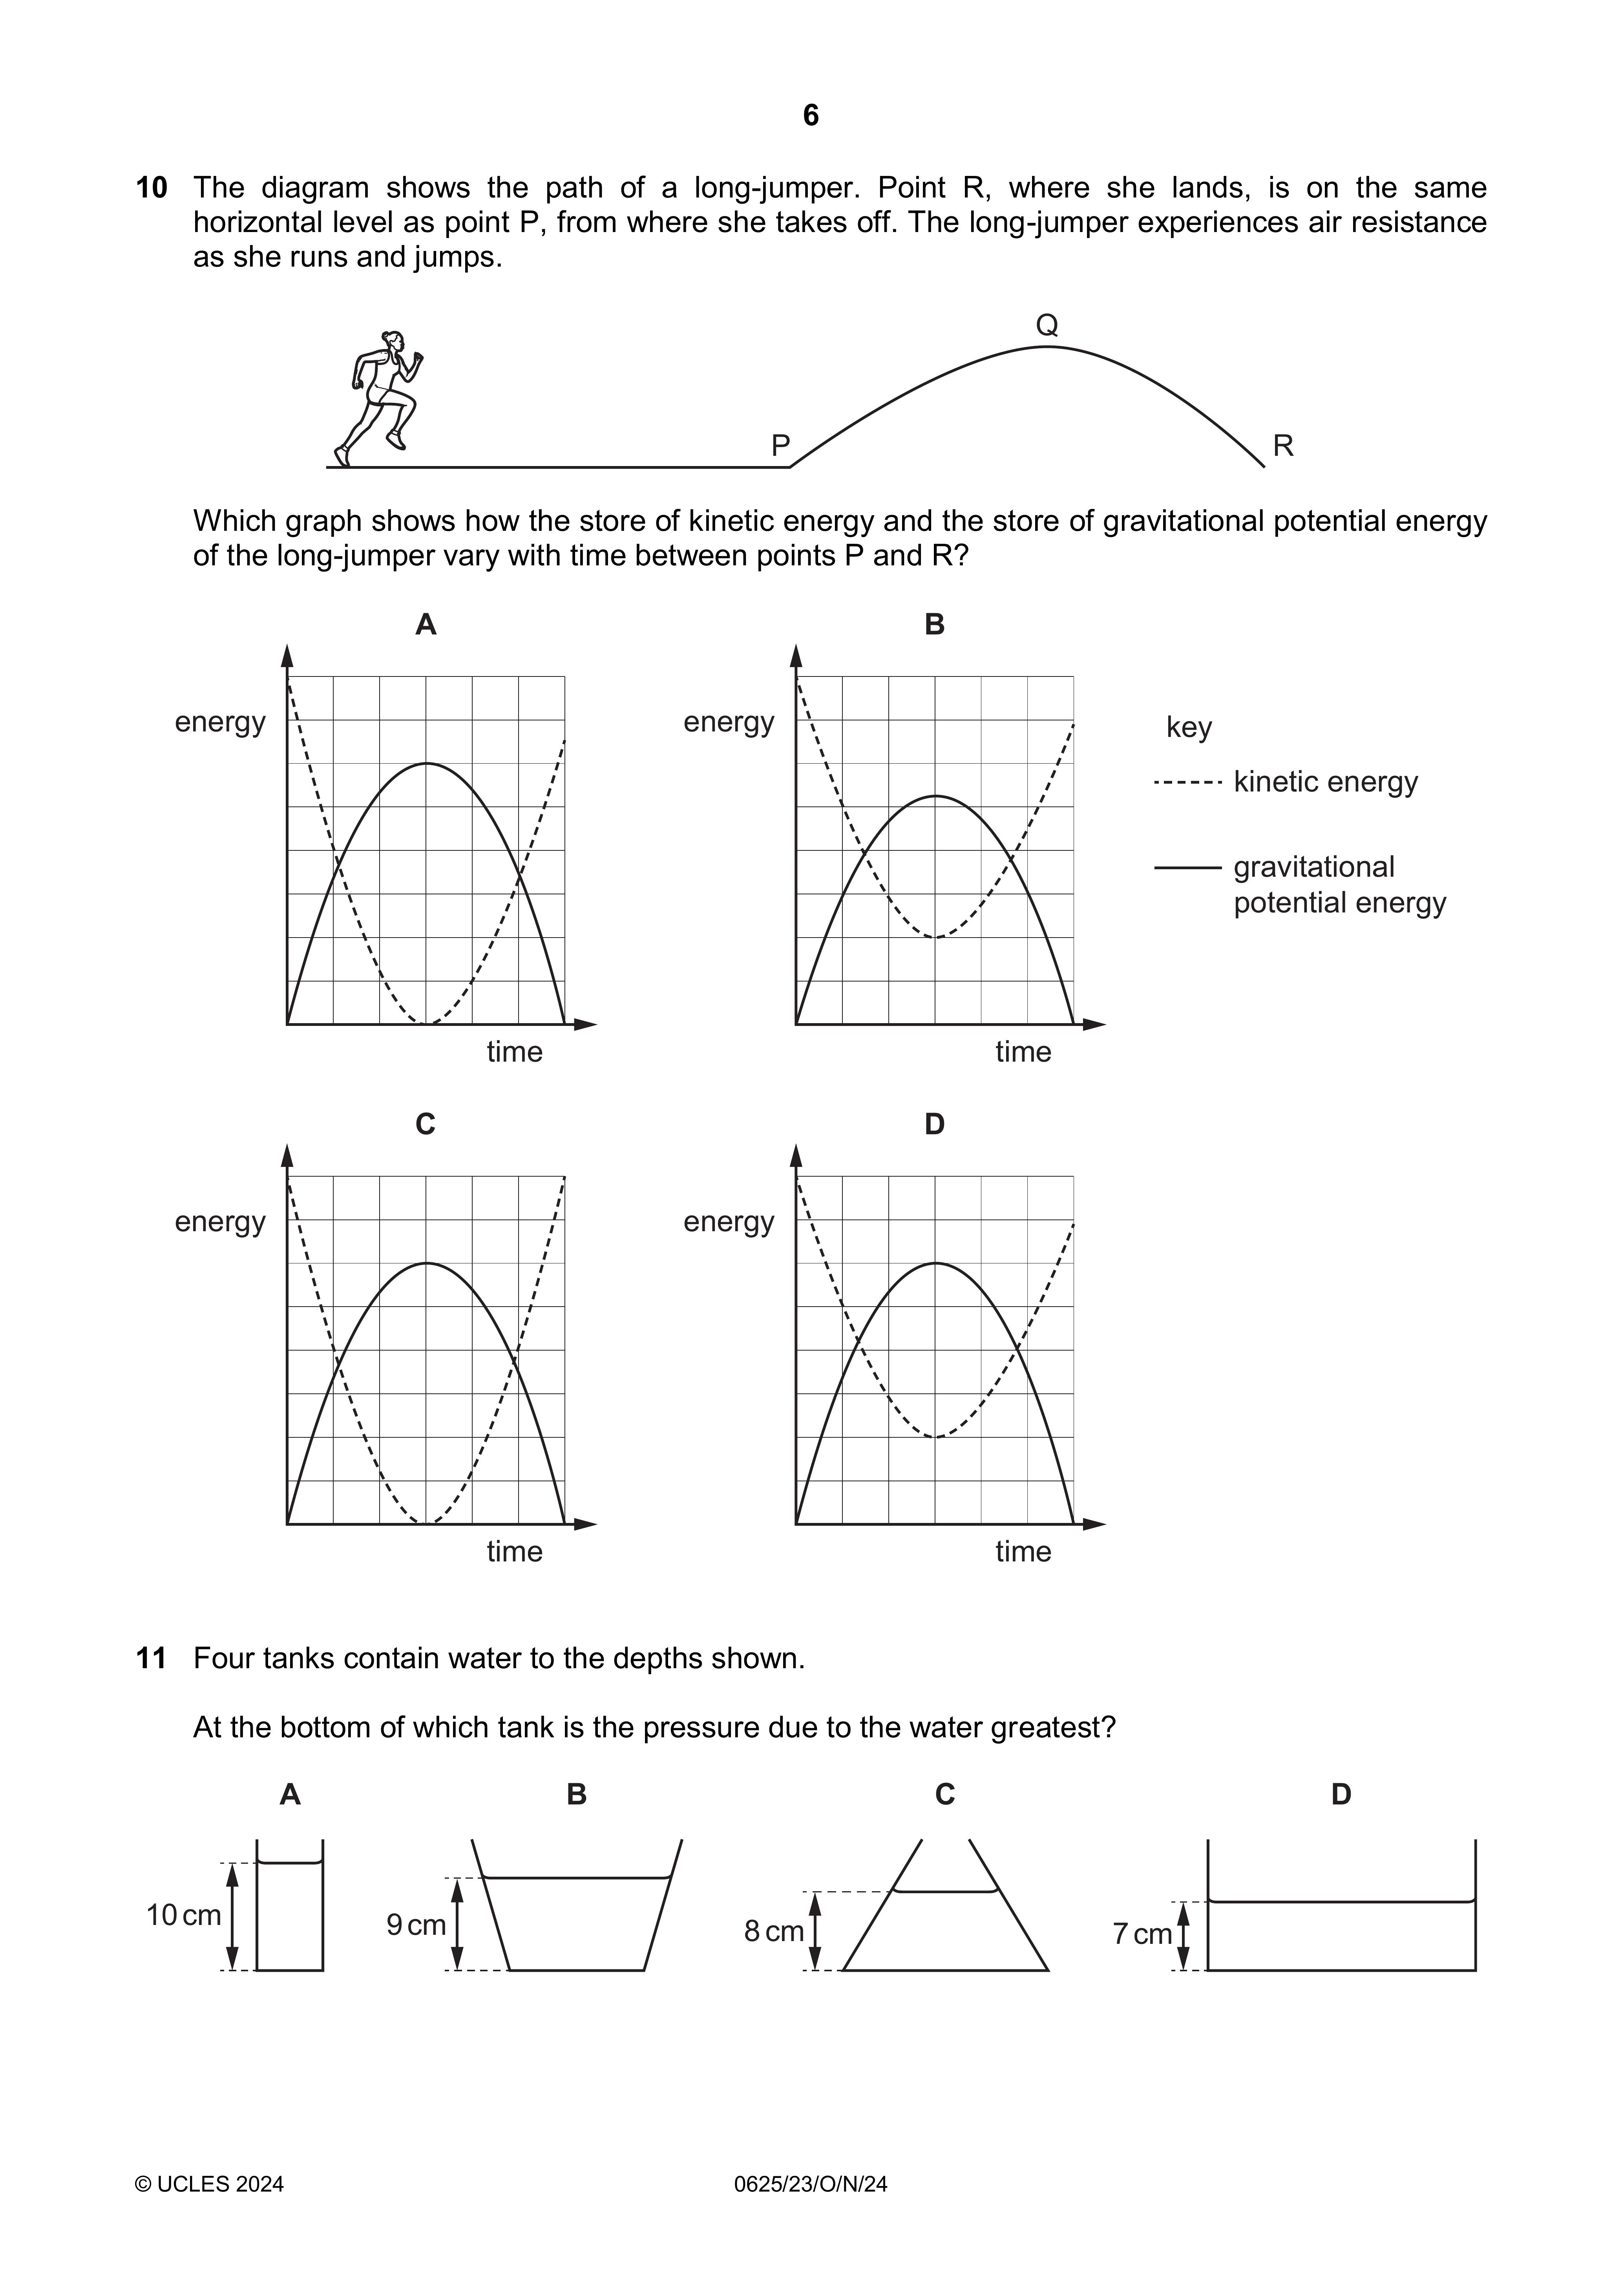 6
10 The diagram shows the path of a long-jumper. Point R, where she lands, is on the same
horizontal level as point P, from where she takes off. The long-jumper experiences air resistance
as she runs and jumps.
Q
P
R
Which graph shows how the store of kinetic energy and the store of gravitational potential energy
of the long-jumper vary with time between points P and R?
A
B
energy
energy
key
kinetic energy
gravitational
potential energy
time
time
C
D
energy
energy
time
time
11 Four tanks contain water to the depths shown.
At the bottom of which tank is the pressure due to the water greatest?
A
B
C
D
10 cm
9 cm
8 cm
7 cm
© UCLES 2024
0625/23/O/N/24